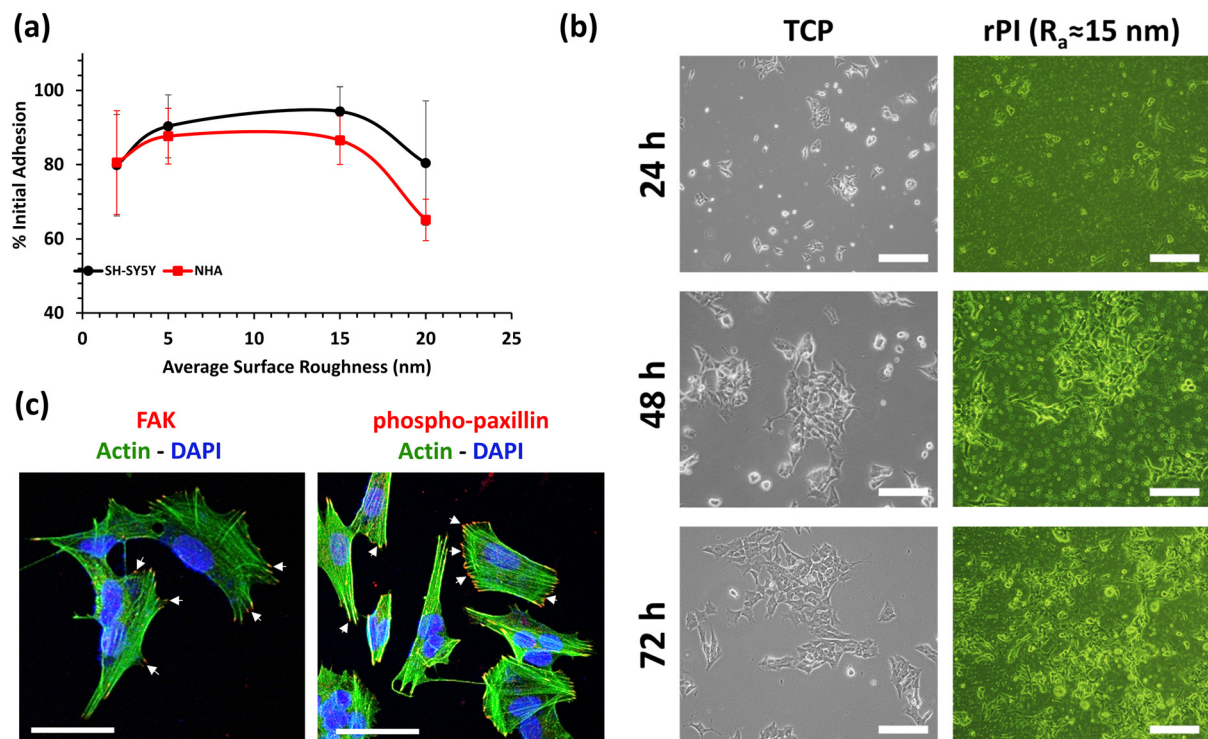 (a)
100
80
60
40
% Initial Adhesion
SH-SY5Y NHA
0 5 10 15 20 25
Average Surface Roughness (nm)
(b)
TCP rPI (Rₐ≈15 nm)
24 h
48 h
72 h
(c)
FAK phospho-paxillin
Actin - DAPI Actin - DAPI